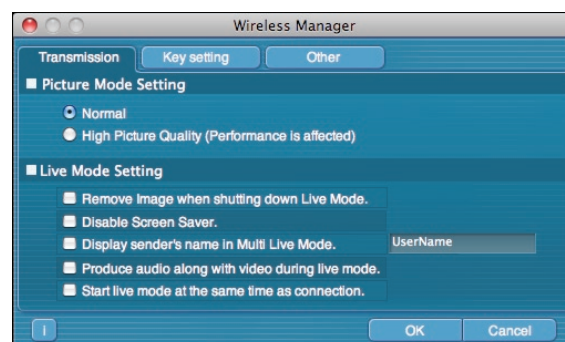 Wireless Manager
Transmission Key setting Other
Picture Mode Setting
Normal
High Picture Quality (Performance is affected)
Live Mode Setting
Remove Image when shutting down Live Mode.
Disable Screen Saver.
Display sender's name in Multi Live Mode. UserName
Produce audio along with video during live mode.
Start live mode at the same time as connection.
i OK Cancel